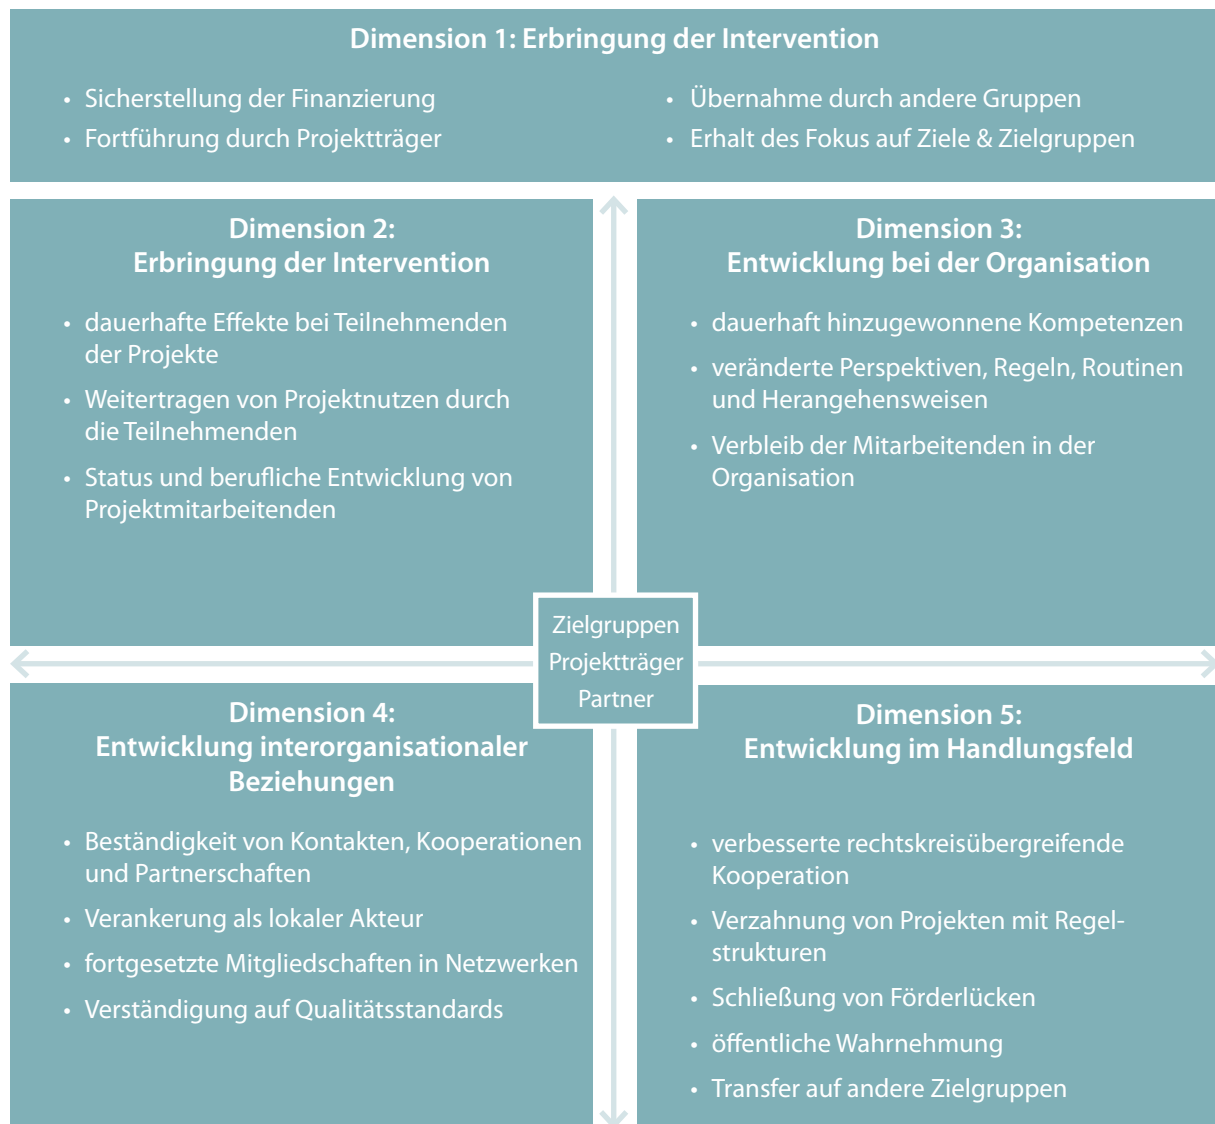 Dimension 1: Erbringung der Intervention
• Sicherstellung der Finanzierung
• Fortführung durch Projektträger
• Übernahme durch andere Gruppen
• Erhalt des Fokus auf Ziele & Zielgruppen
Dimension 2:
Erbringung der Intervention
• dauerhafte Effekte bei Teilnehmenden
der Projekte
• Weitertragen von Projektnutzen durch
die Teilnehmenden
• Status und berufliche Entwicklung von
Projektmitarbeitenden
Dimension 3:
Entwicklung bei der Organisation
• dauerhaft hinzugewonnene Kompetenzen
• veränderte Perspektiven, Regeln, Routinen
und Herangehensweisen
• Verbleib der Mitarbeitenden in der
Organisation
Zielgruppen
Projektträger
Partner
Dimension 4:
Entwicklung interorganisationaler
Beziehungen
• Beständigkeit von Kontakten, Kooperationen
und Partnerschaften
• Verankerung als lokaler Akteur
• fortgesetzte Mitgliedschaften in Netzwerken
• Verständigung auf Qualitätsstandards
Dimension 5:
Entwicklung im Handlungsfeld
• verbesserte rechtskreisübergreifende
Kooperation
• Verzahnung von Projekten mit Regel-
strukturen
• Schließung von Förderlücken
• öffentliche Wahrnehmung
• Transfer auf andere Zielgruppen